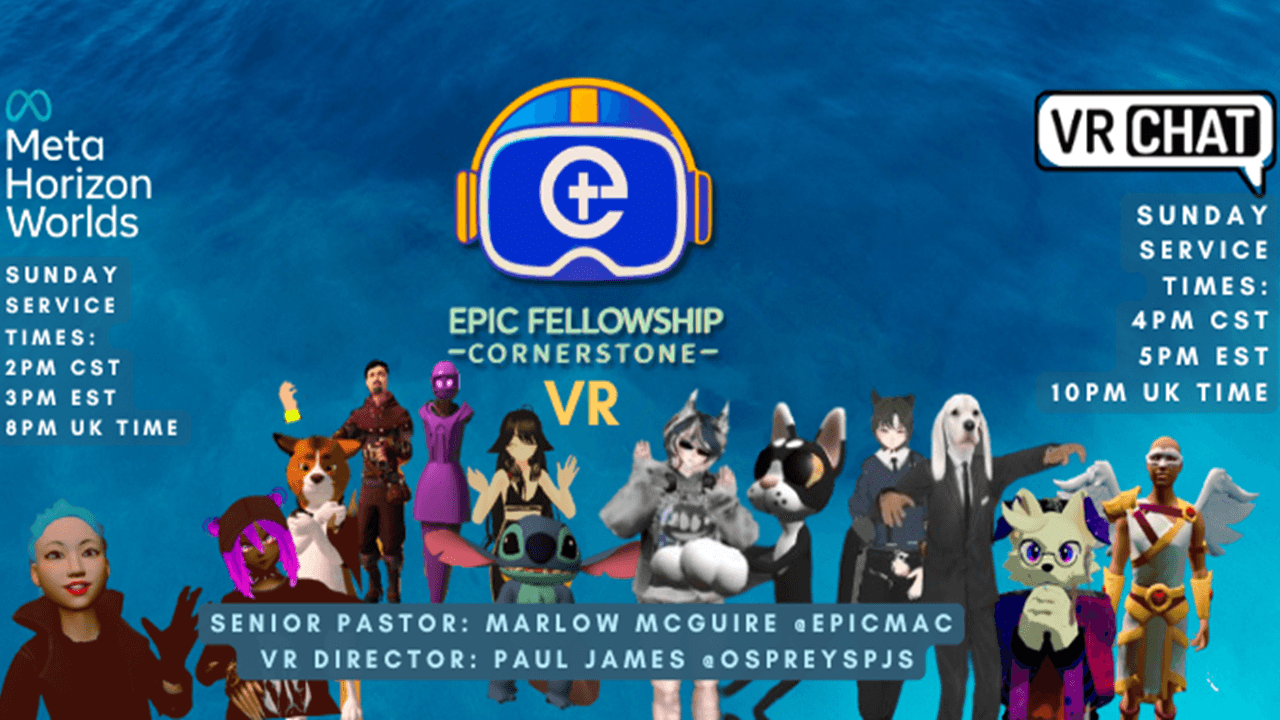 Meta
Horizon
Worlds
SUNDAY
SERVICE
TIMES:
2PM CST
3PM EST
8PM UK TIME
e
EPIC FELLOWSHIP
–CORNERSTONE–
VR
VR CHAT
SUNDAY
SERVICE
TIMES:
4PM CST
5PM EST
10PM UK TIME
SENIOR PASTOR: MARLOW MCGUIRE @EPICMAC
VR DIRECTOR: PAUL JAMES @OSPREYSPJS